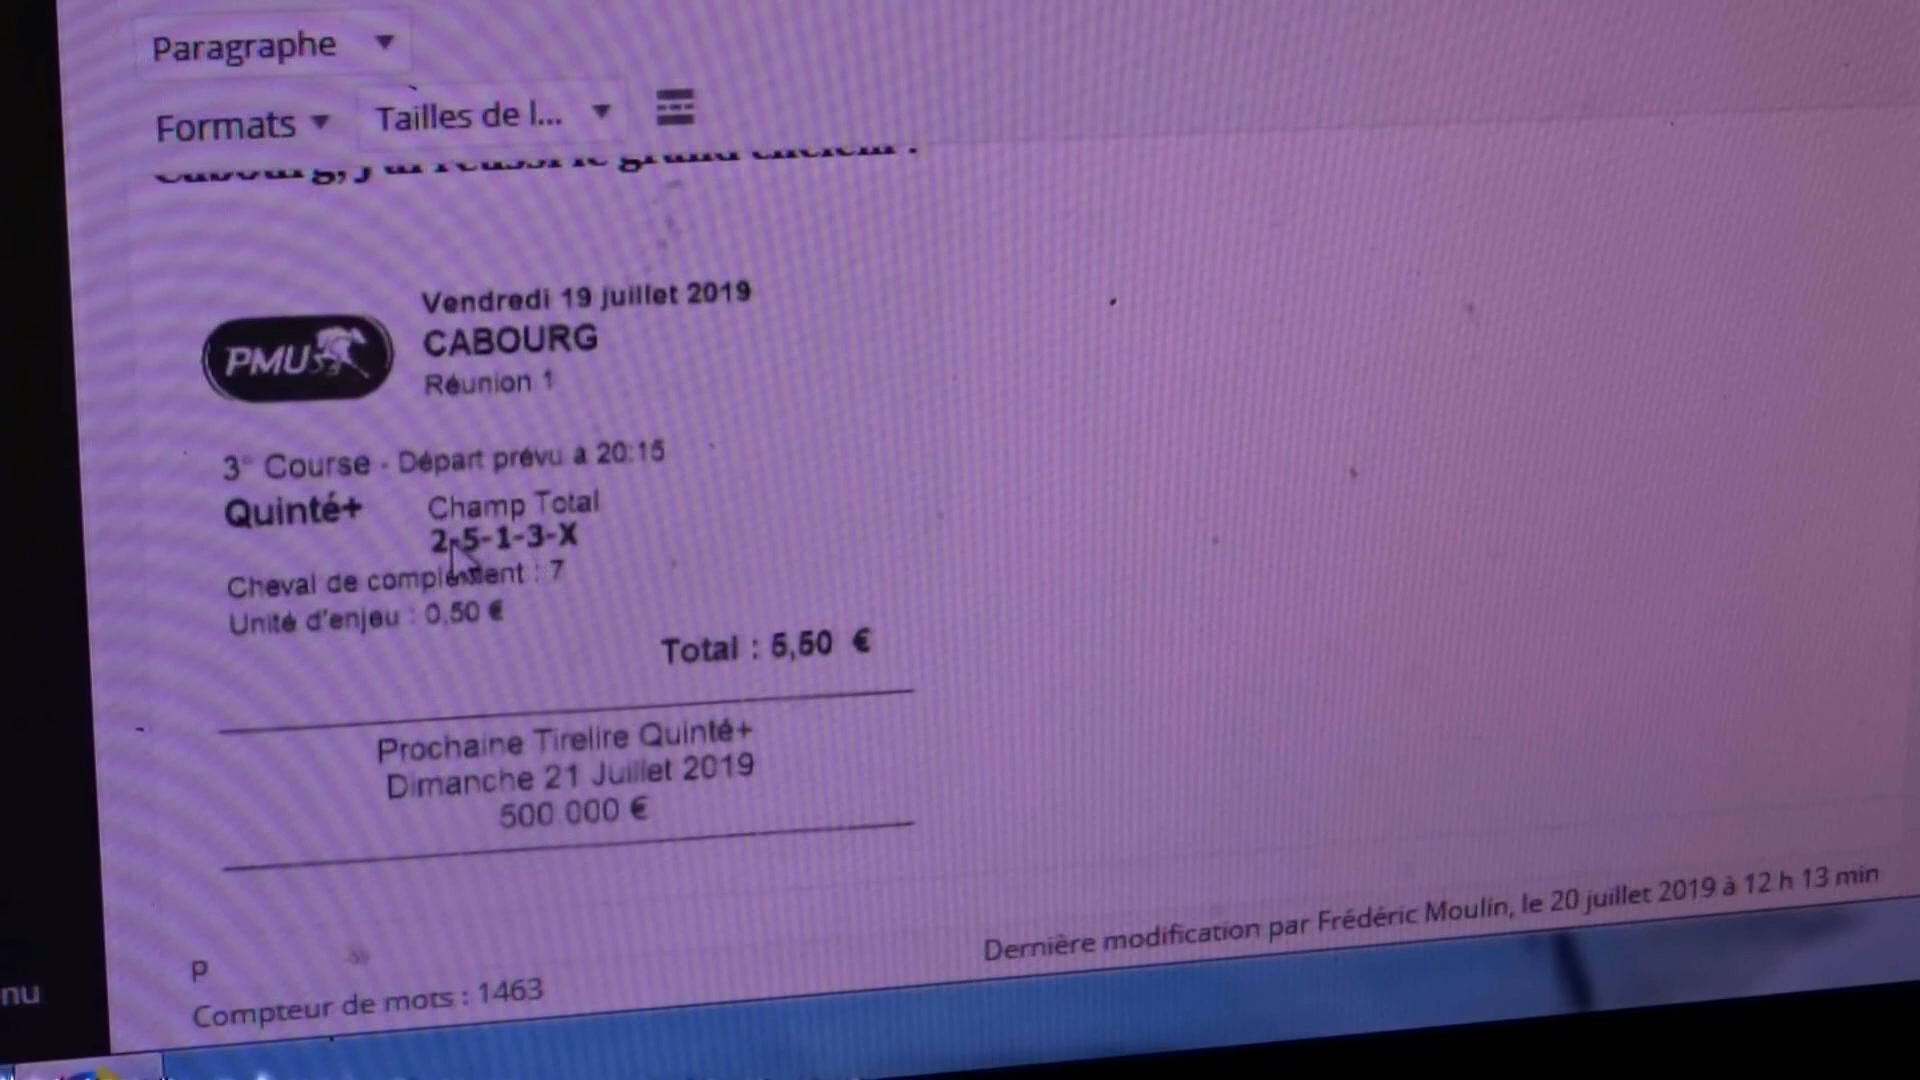 Paragraphe
Formats
Tailles de l...
Vendredi 19 juillet 2019
PMU
CABOURG
Réunion 1
3e Course - Départ prévu à 20:15
Quinté+
Champ Total
2-5-1-3-X
Cheval de complément : 7
Unité d'enjeu : 0,50 €
Total : 5,50 €
Prochaine Tirelire Quinté+
Dimanche 21 Juillet 2019
500 000 €
Dernière modification par Frédéric Moulin, le 20 juillet 2019 à 12 h 13 min
P
nu
Compteur de mots : 1463